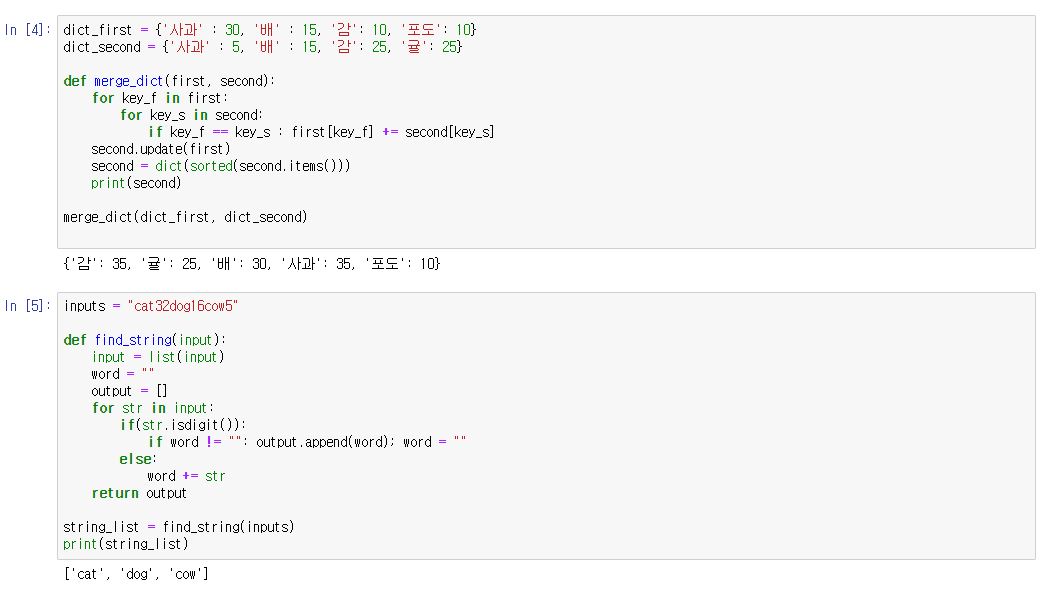 In [4]: dict_first = {'사과' : 30, '배' : 15, '감': 10, '포도': 10}
dict_second = {'사과' : 5, '배' : 15, '감': 25, '귤': 25}
def merge_dict(first, second):
for key_f in first:
for key_s in second:
if key_f == key_s : first[key_f] += second[key_s]
second.update(first)
second = dict(sorted(second.items()))
print(second)
merge_dict(dict_first, dict_second)
{'감': 35, '귤': 25, '배': 30, '사과': 35, '포도': 10}
In [5]: inputs = "cat32dog16cow5"
def find_string(input):
input = list(input)
word = ""
output = []
for str in input:
if(str.isdigit()):
if word != "": output.append(word); word = ""
else:
word += str
return output
string_list = find_string(inputs)
print(string_list)
['cat', 'dog', 'cow']